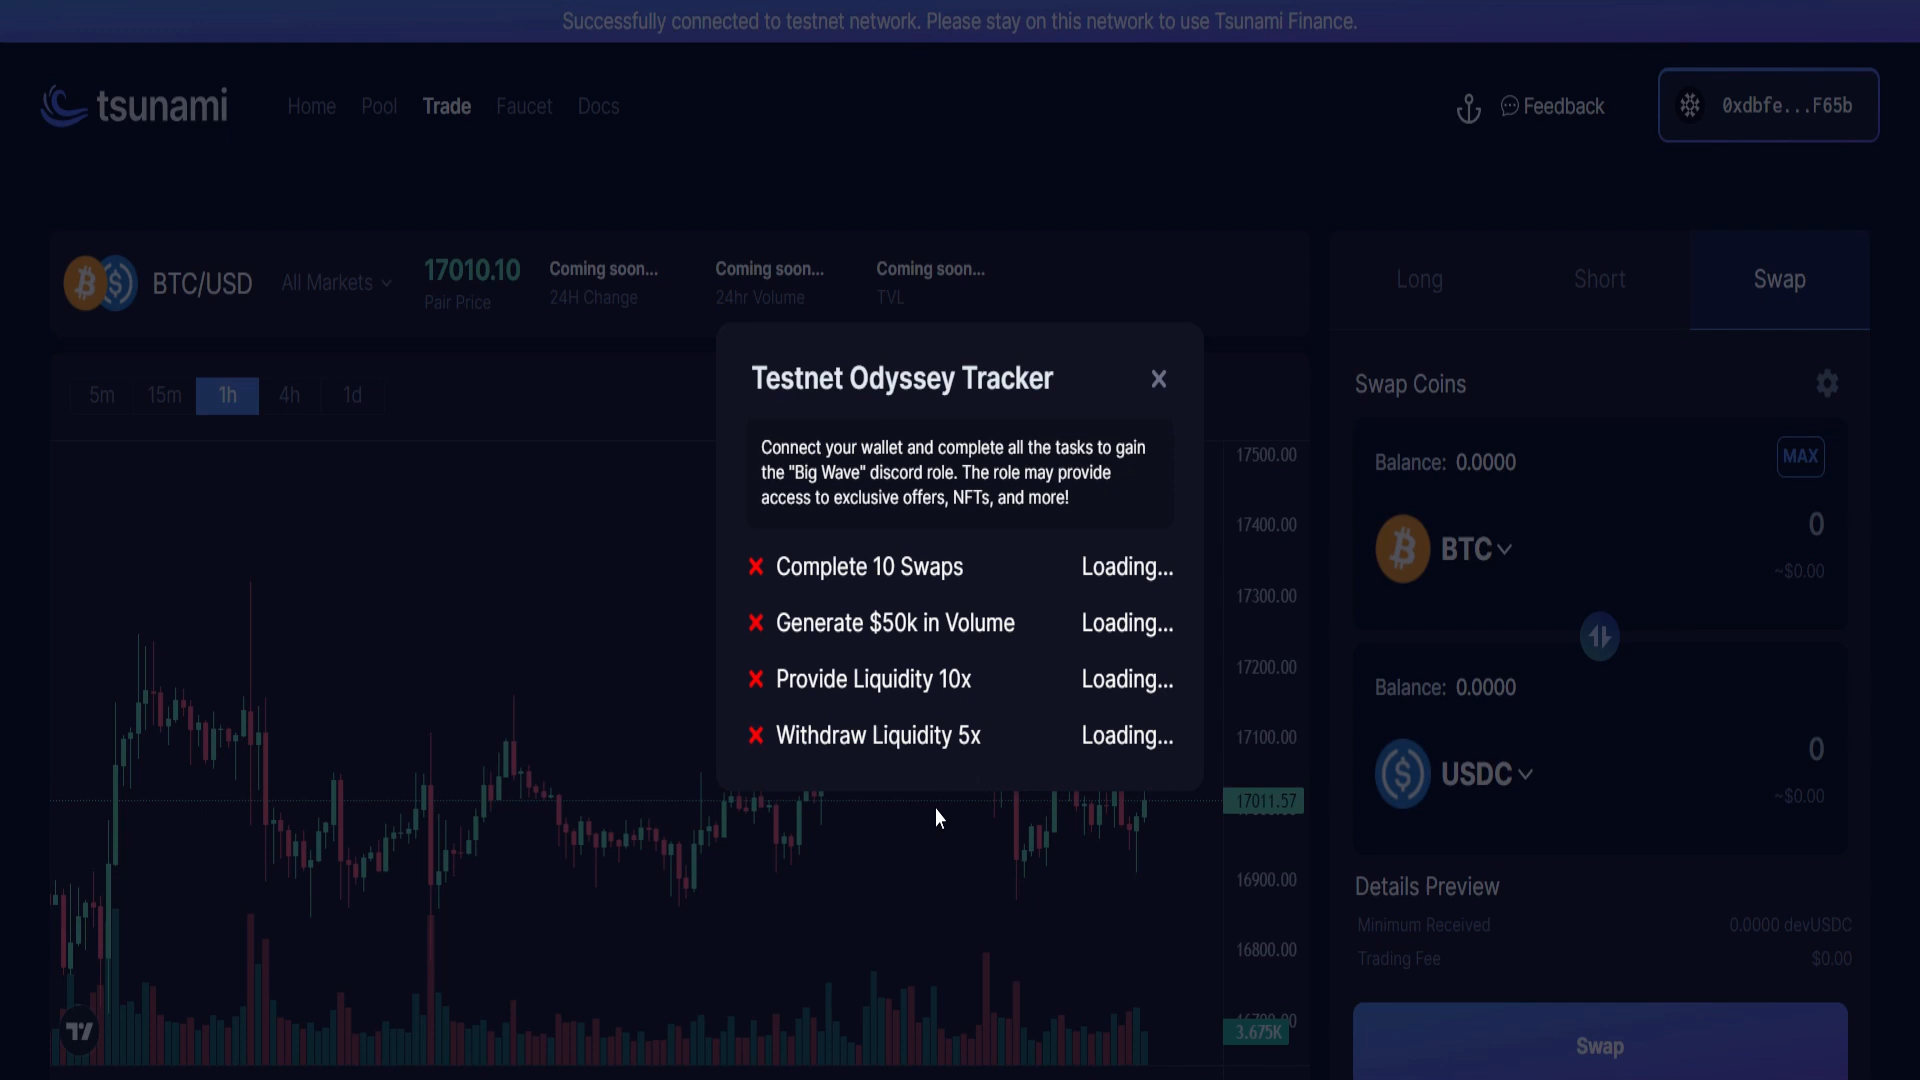 Successfully connected to testnet network. Please stay on this network to use Tsunami Finance.
tsunami Home Pool Trade Faucet Docs Feedback 0xdbfe...F65b
BTC/USD All Markets 17010.10 Coming soon... Coming soon... Coming soon...
Pair Price 24H Change 24hr Volume TVL
Long Short Swap
5m 15m 1h 4h 1d
Testnet Odyssey Tracker
Connect your wallet and complete all the tasks to gain
the "Big Wave" discord role. The role may provide
access to exclusive offers, NFTs, and more!
Complete 10 Swaps Loading...
Generate $50k in Volume Loading...
Provide Liquidity 10x Loading...
Withdraw Liquidity 5x Loading...
17500.00
17400.00
17300.00
17200.00
17100.00
17011.57
16900.00
16800.00
3.675K
Swap Coins
Balance: 0.0000 MAX
BTC 0
~$0.00
Balance: 0.0000
USDC 0
~$0.00
Details Preview
Minimum Received 0.0000 devUSDC
Trading Fee $0.00
Swap